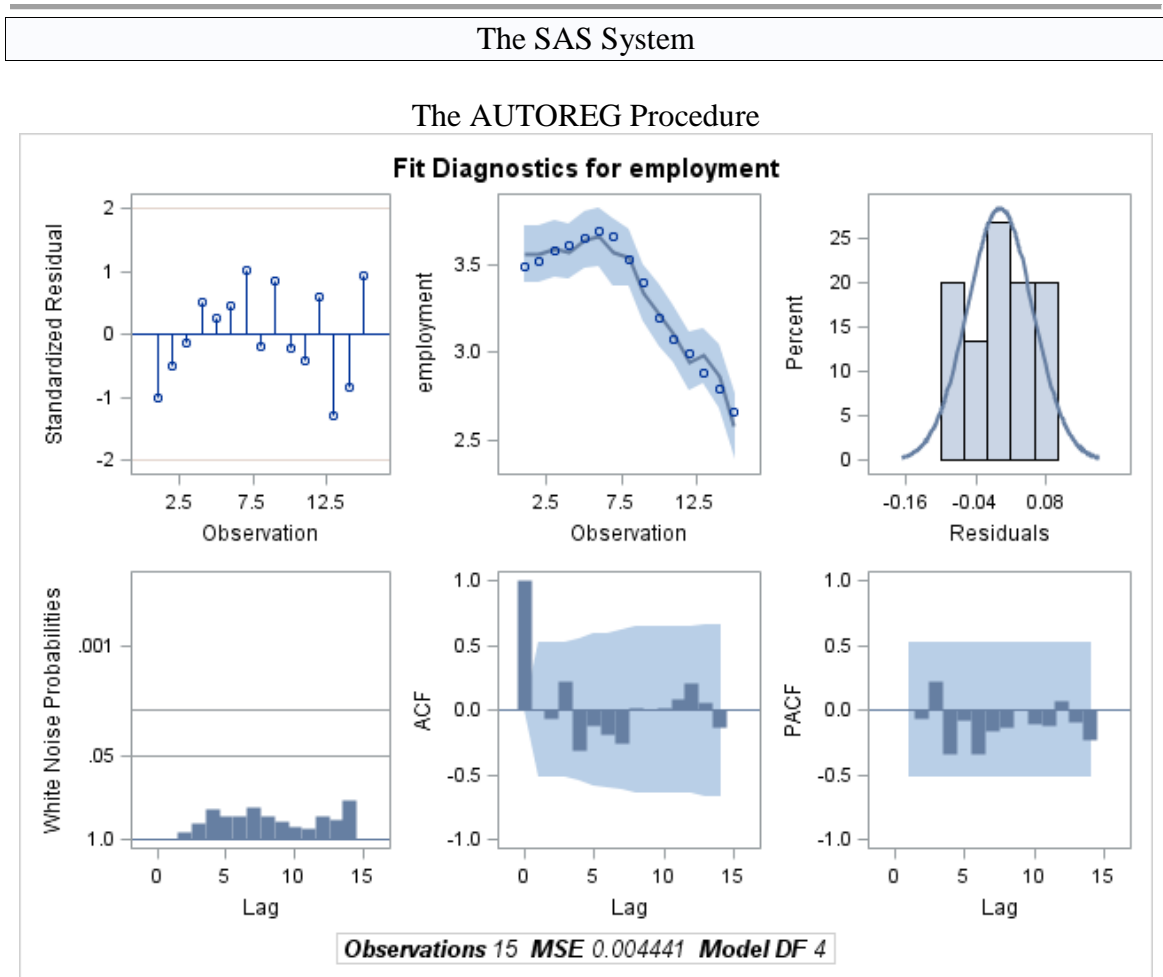 The SAS System
The AUTOREG Procedure
Fit Diagnostics for employment
2
1
0
-1
-2
Standardized Residual
2.5 7.5 12.5
Observation
3.5
3.0
2.5
employment
2.5 7.5 12.5
Observation
25
20
15
10
5
0
Percent
-0.16 -0.04 0.08
Residuals
.001
.05
1.0
White Noise Probabilities
0 5 10 15
Lag
1.0
0.5
0.0
-0.5
-1.0
ACF
0 5 10 15
Lag
1.0
0.5
0.0
-0.5
-1.0
PACF
0 5 10 15
Lag
Observations 15 MSE 0.004441 Model DF 4